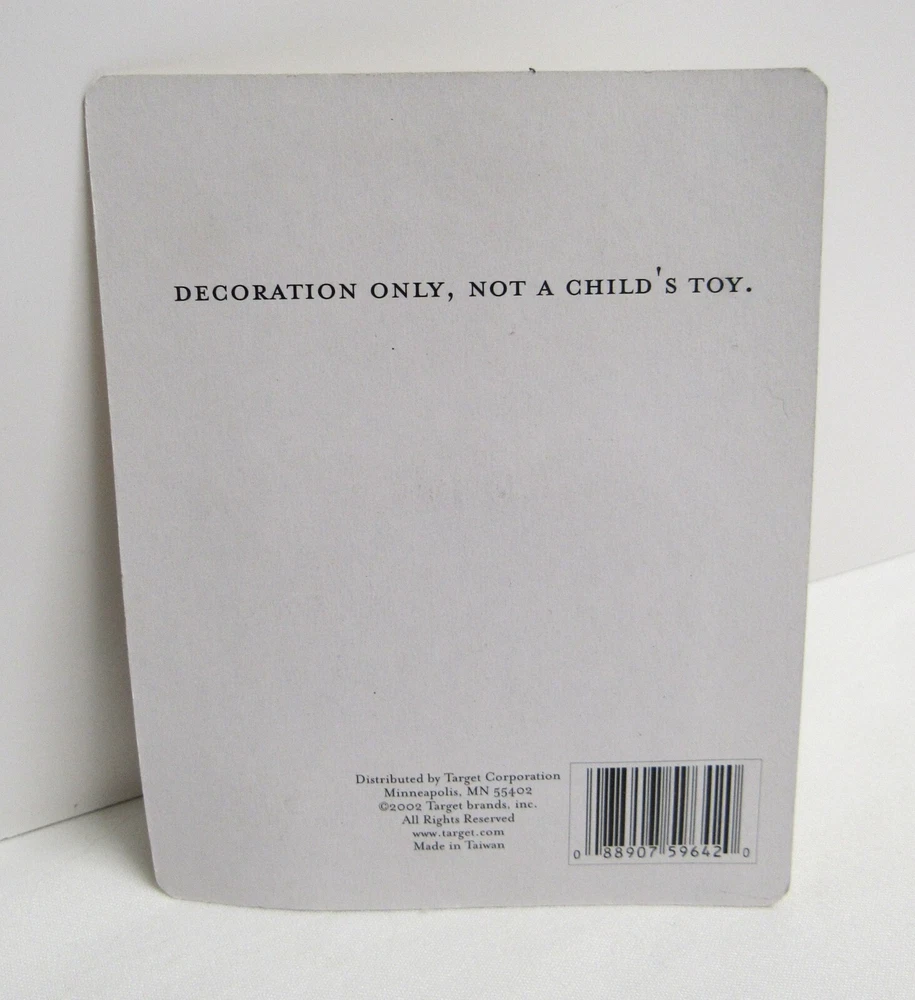 DECORATION ONLY, NOT A CHILD'S TOY.
Distributed by Target Corporation
Minneapolis, MN 55402
©2002 Target brands, inc.
All Rights Reserved
www.target.com
Made in Taiwan
0 88907 59642 0